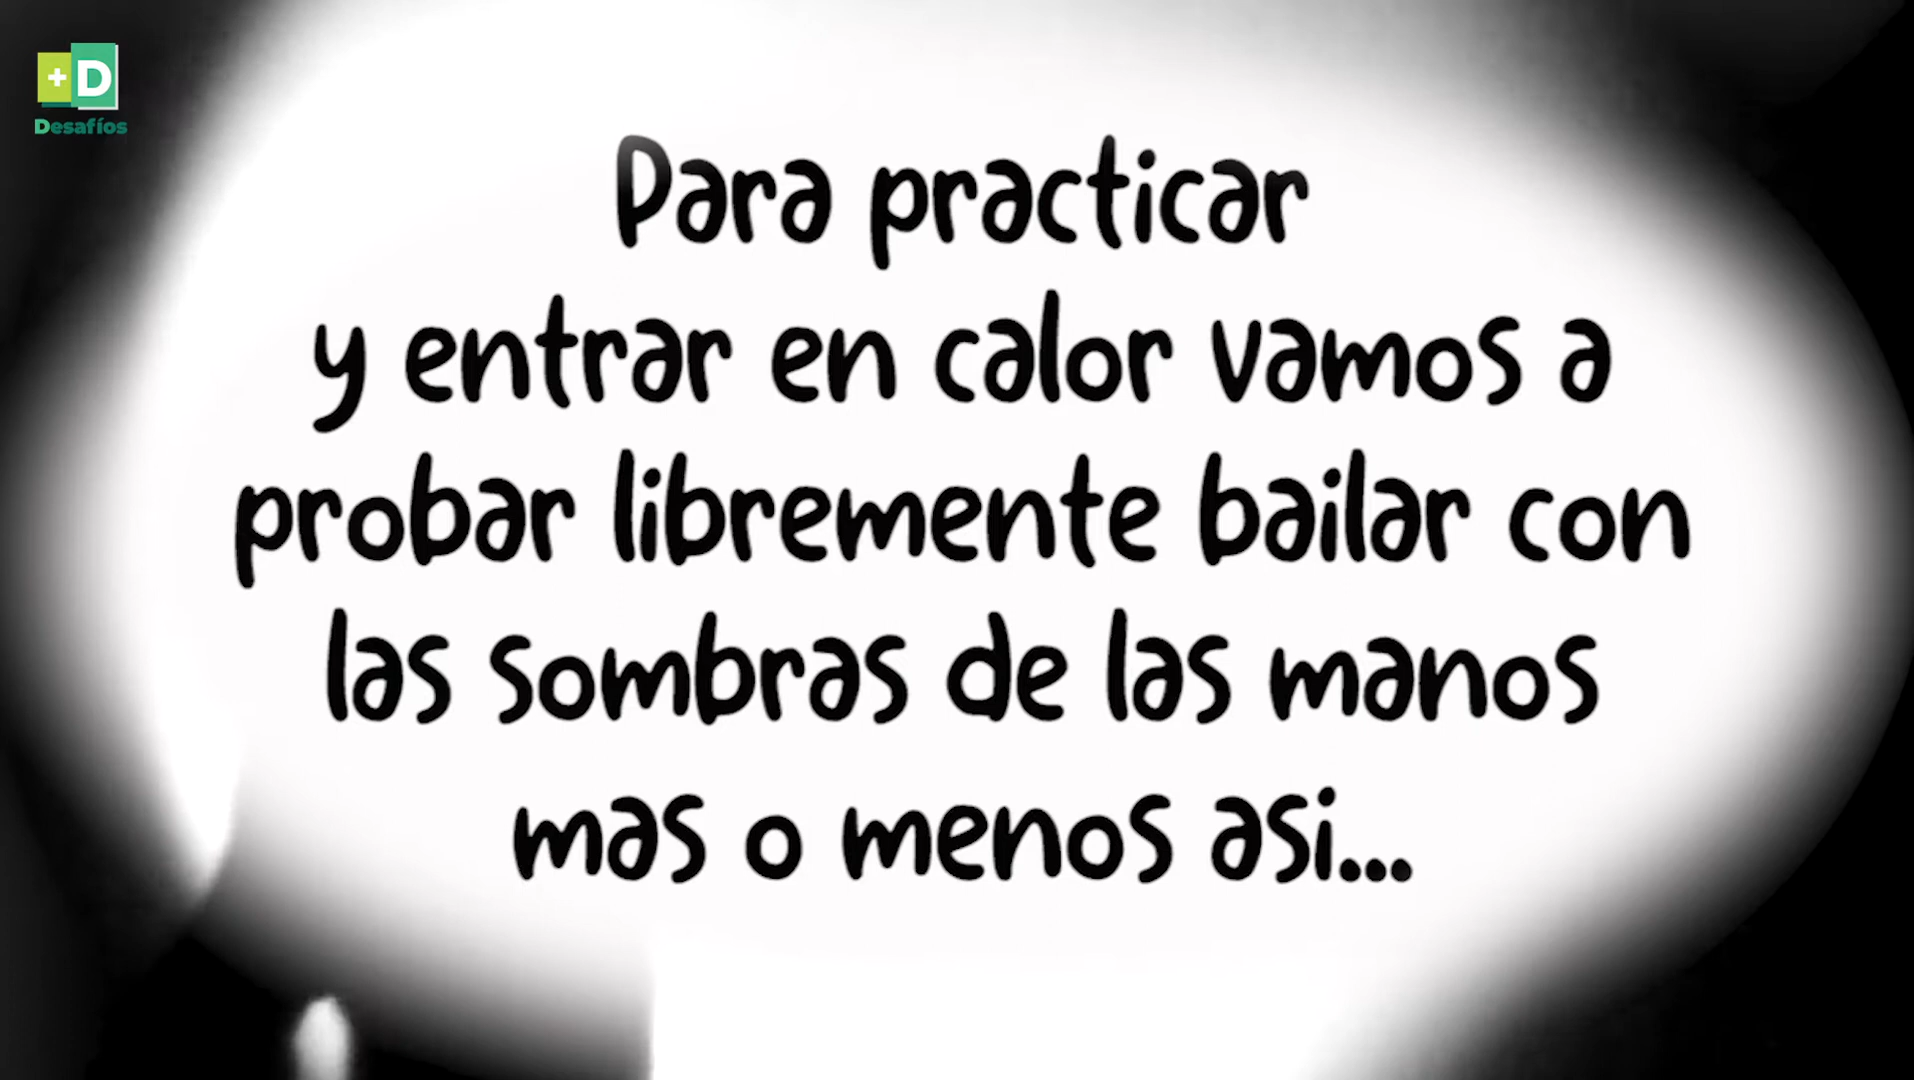 +D
Desafíos
Para practicar
y entrar en calor vamos a
probar libremente bailar con
las sombras de las manos
mas o menos asi...